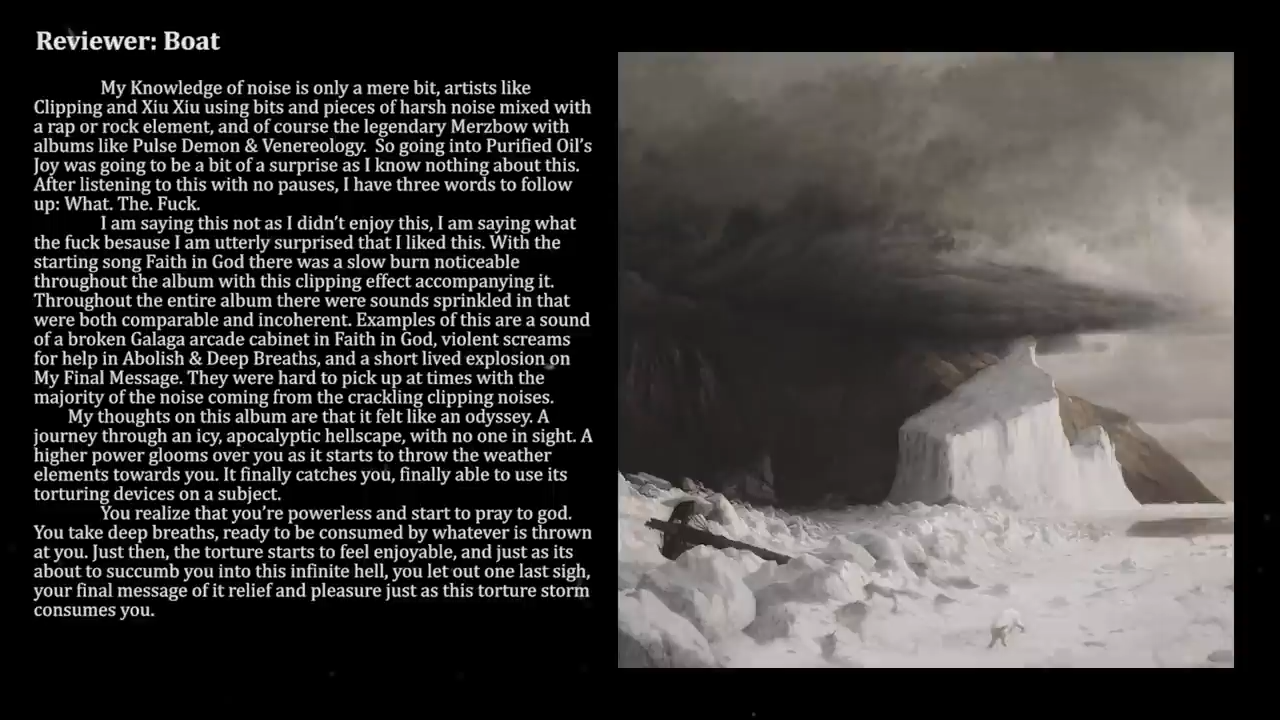 Reviewer: Boat
My Knowledge of noise is only a mere bit, artists like
Clipping and Xiu Xiu using bits and pieces of harsh noise mixed with
a rap or rock element, and of course the legendary Merzbow with
albums like Pulse Demon & Venereology.  So going into Purified Oil's
Joy was going to be a bit of a surprise as I know nothing about this.
After listening to this with no pauses, I have three words to follow
up: What. The. Fuck.
I am saying this not as I didn't enjoy this, I am saying what
the fuck besause I am utterly surprised that I liked this. With the
starting song Faith in God there was a slow burn noticeable
throughout the album with this clipping effect accompanying it.
Throughout the entire album there were sounds sprinkled in that
were both comparable and incoherent. Examples of this are a sound
of a broken Galaga arcade cabinet in Faith in God, violent screams
for help in Abolish & Deep Breaths, and a short lived explosion on
My Final Message. They were hard to pick up at times with the
majority of the noise coming from the crackling clipping noises.
My thoughts on this album are that it felt like an odyssey. A
journey through an icy, apocalyptic hellscape, with no one in sight. A
higher power glooms over you as it starts to throw the weather
elements towards you. It finally catches you, finally able to use its
torturing devices on a subject.
You realize that you're powerless and start to pray to god.
You take deep breaths, ready to be consumed by whatever is thrown
at you. Just then, the torture starts to feel enjoyable, and just as its
about to succumb you into this infinite hell, you let out one last sigh,
your final message of it relief and pleasure just as this torture storm
consumes you.